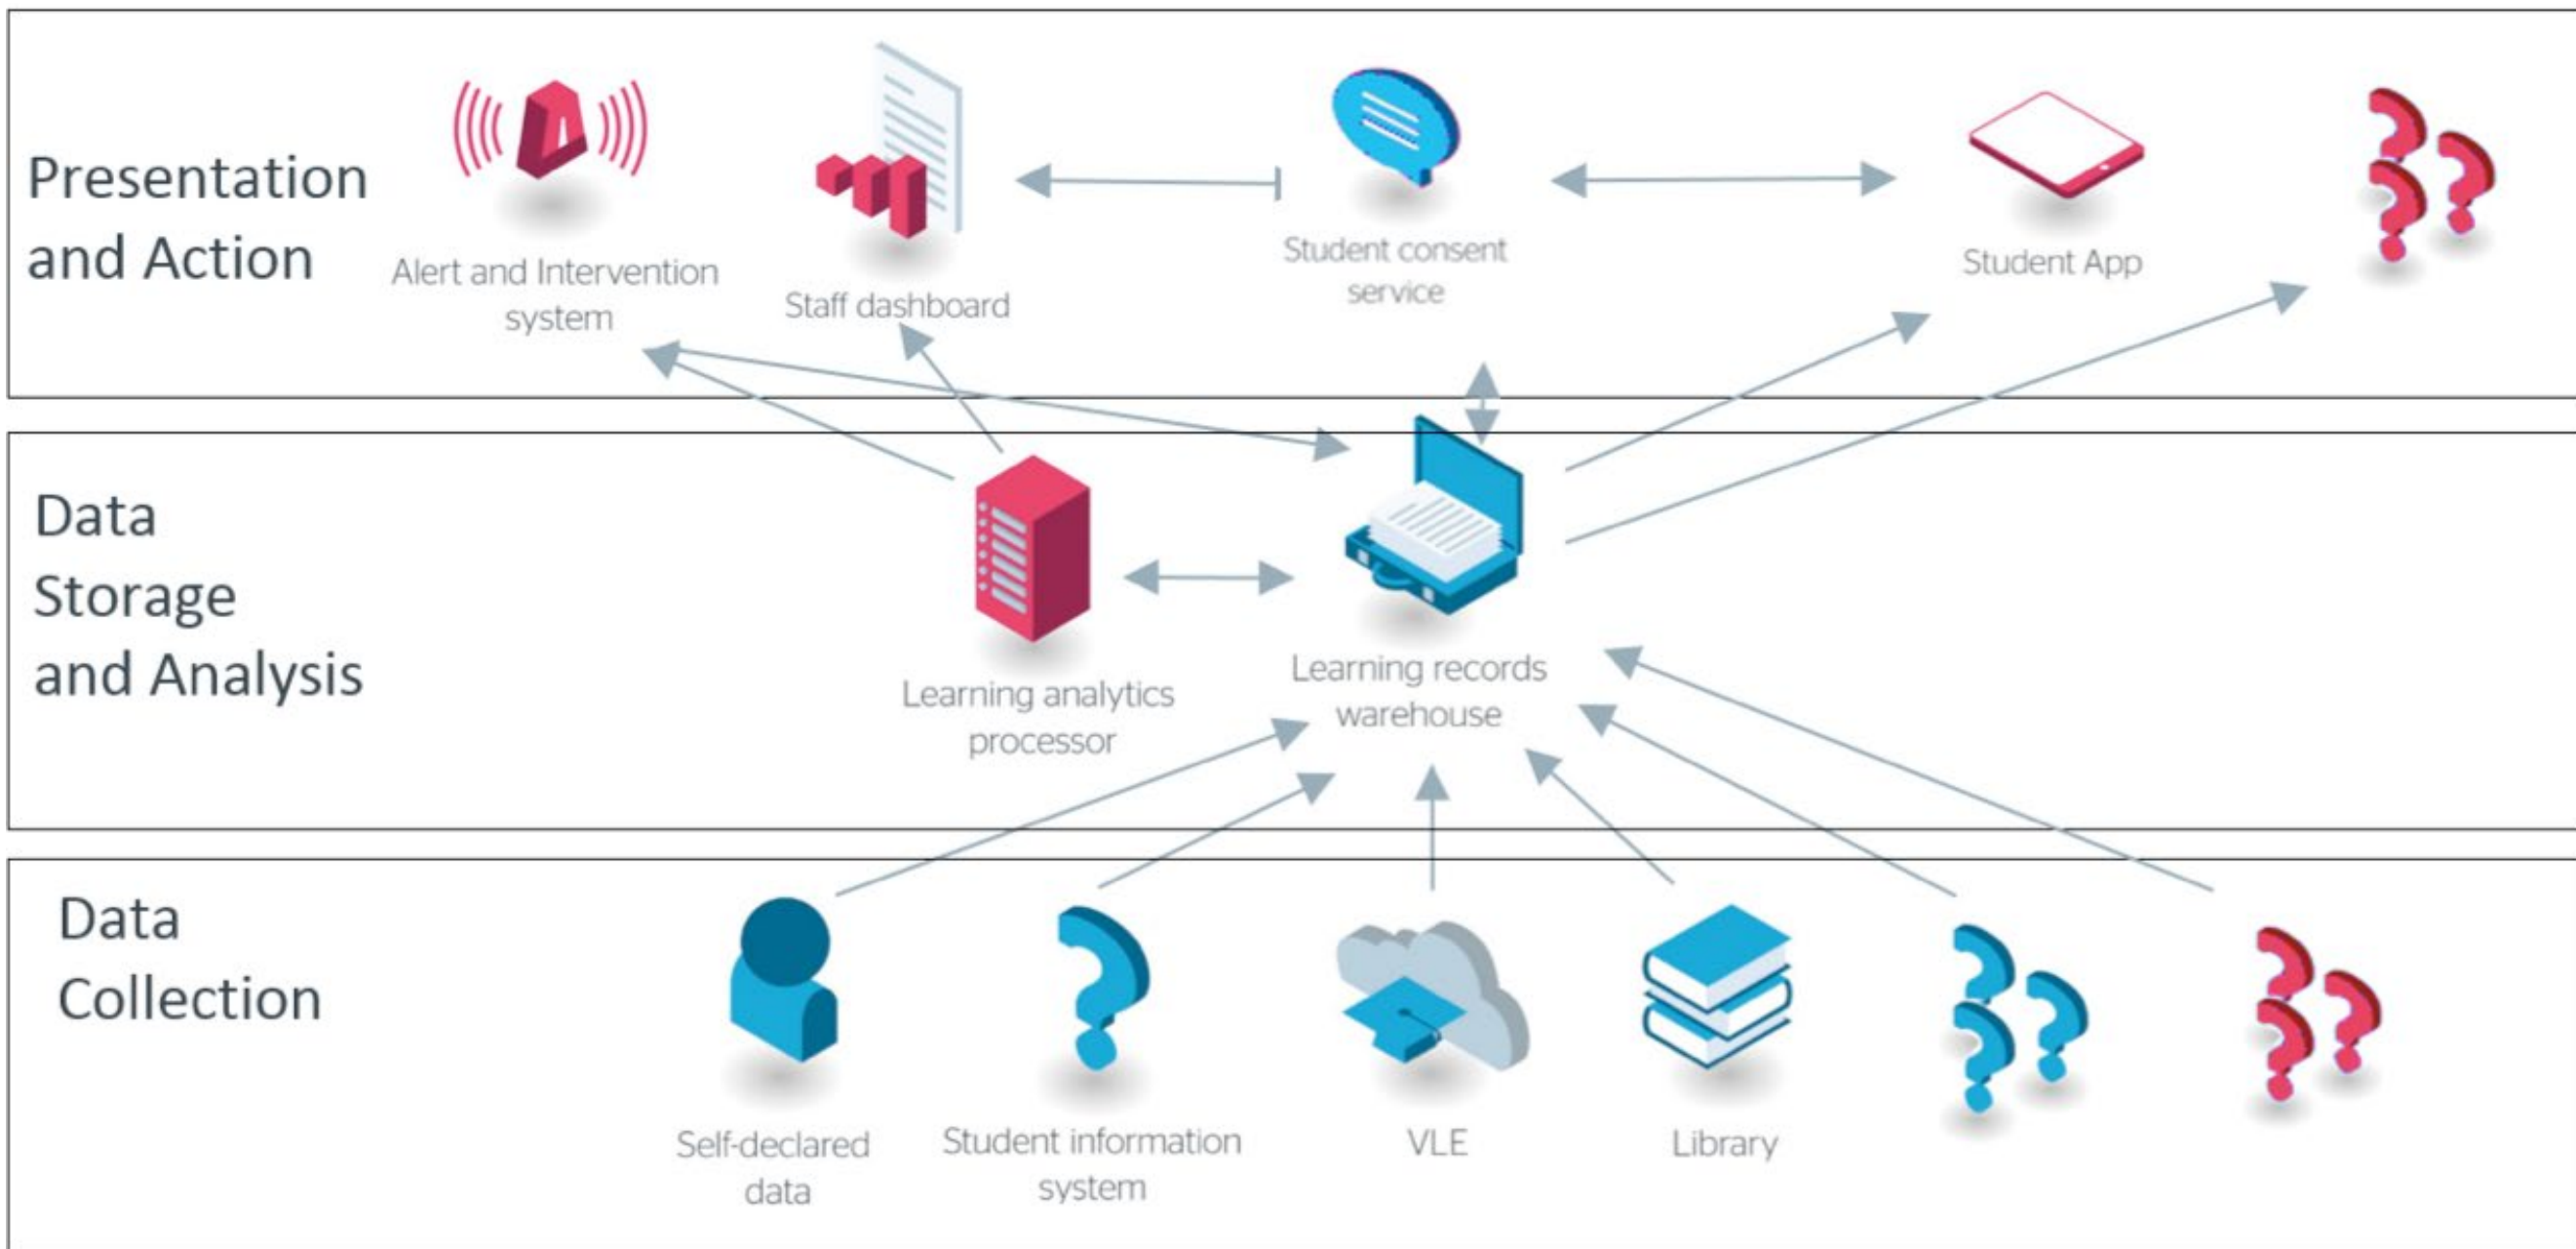 Presentation
and Action
Alert and Intervention
system
Staff dashboard
Student consent
service
Student App
Data
Storage
and Analysis
Learning analytics
processor
Learning records
warehouse
Data
Collection
Self-declared
data
Student information
system
VLE
Library